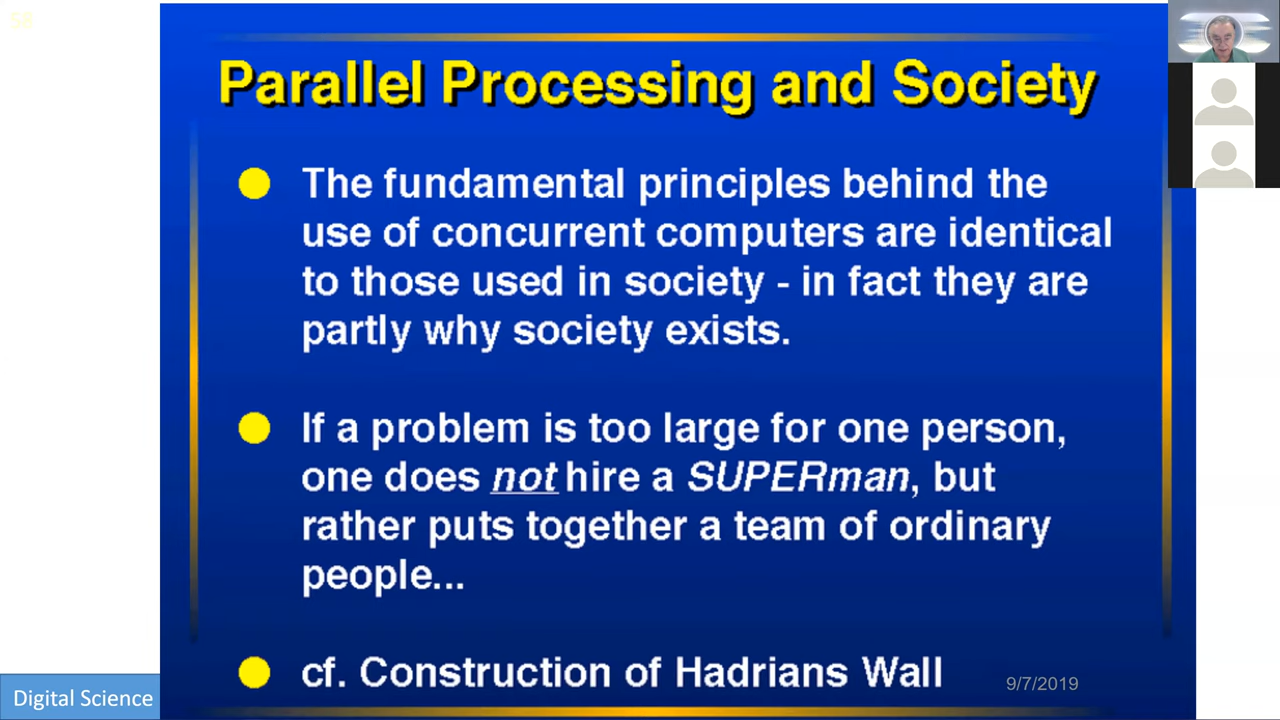 58
Parallel Processing and Society
The fundamental principles behind the
use of concurrent computers are identical
to those used in society - in fact they are
partly why society exists.
If a problem is too large for one person,
one does not hire a SUPERman, but
rather puts together a team of ordinary
people...
cf. Construction of Hadrians Wall
9/7/2019
Digital Science